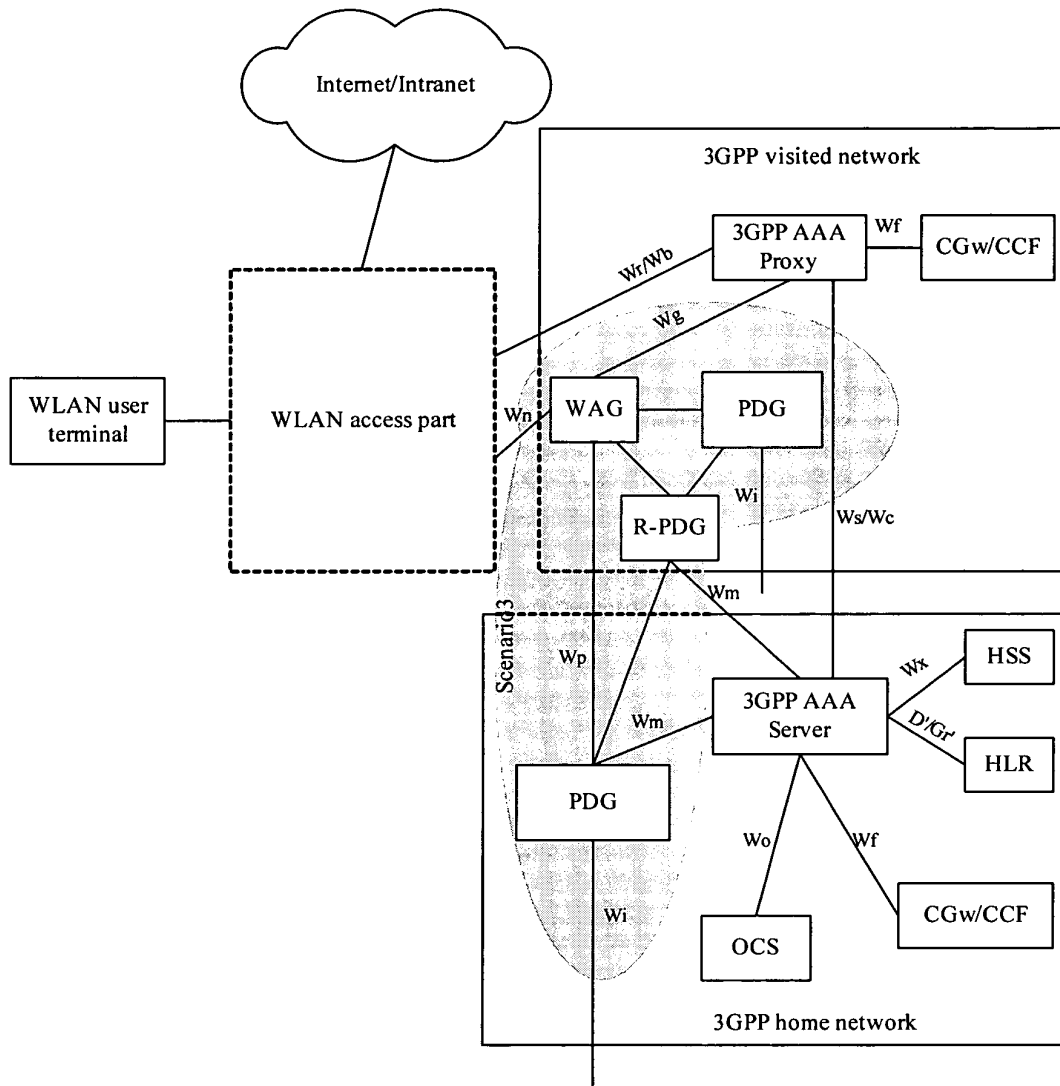 Internet/Intranet
3GPP visited network
3GPP AAA
Proxy
Wf
CGw/CCF
Wr/Wb
Wg
WLAN user
terminal
WLAN access part
Wn
WAG
PDG
Wi
R-PDG
Ws/Wc
Wm
Scenario3
Wp
Wx
HSS
3GPP AAA
Server
D'/Gr'
HLR
Wm
PDG
Wo
Wf
Wi
OCS
CGw/CCF
3GPP home network